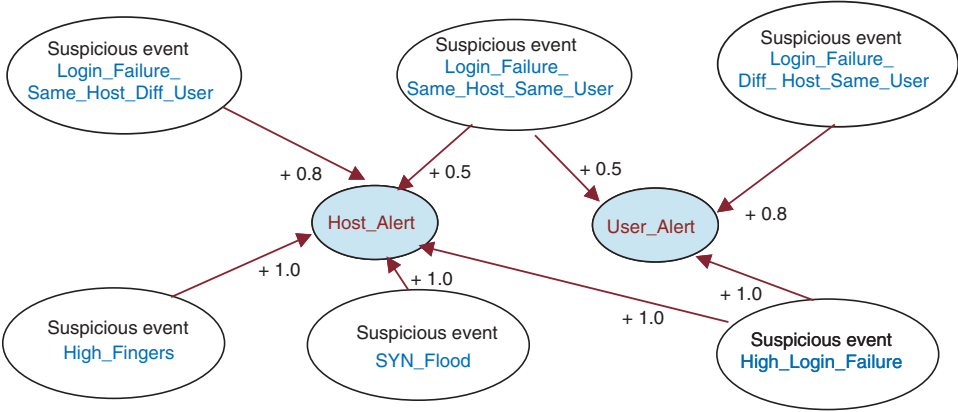 Suspicious event
Login_Failure_
Same_Host_Diff_User
Suspicious event
Login_Failure_
Same_Host_Same_User
Suspicious event
Login_Failure_
Diff_ Host_Same_User
+ 0.8
+ 0.5
+ 0.5
+ 0.8
Host_Alert
User_Alert
+ 1.0
+ 1.0
+ 1.0
+ 1.0
Suspicious event
High_Fingers
Suspicious event
SYN_Flood
Suspicious event
High_Login_Failure